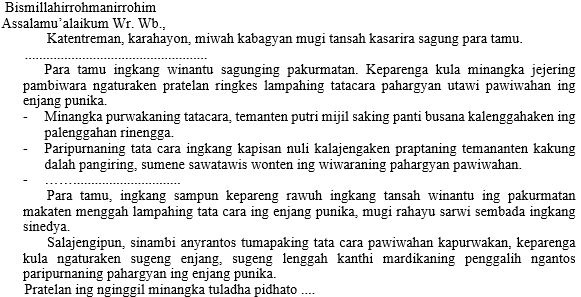 Bismillahirrohmanirrohim
Assalamu’alaikum Wr. Wb.,
Katentreman, karahayon, miwah kabagyan mugi tansah kasarira sagung para tamu.
...................................................
Para tamu ingkang winantu sagunging pakurmatan. Keparenga kula minangka jejering
pambiwara ngaturaken pratelan ringkes lampahing tatacara pahargyan utawi pawiwahan ing
enjang punika.
- Minangka purwakaning tatacara, temanten putri mijil saking panti busana kalenggahaken ing
palenggahan rinengga.
- Paripurnaning tata cara ingkang kapisan nuli kalajengaken praptaning temananten kakung
dalah pangiring, sumene sawatawis wonten ing wiwaraning pahargyan pawiwahan.
- ……..............................
Para tamu, ingkang sampun kepareng rawuh ingkang tansah winantu ing pakurmatan
makaten menggah lampahing tata cara ing enjang punika, mugi rahayu sarwi sembada ingkang
sinedya.
Salajengipun, sinambi anyrantos tumapaking tata cara pawiwahan kapurwakan, keparenga
kula ngaturaken sugeng enjang, sugeng lenggah kanthi mardikaning penggalih ngantos
paripurnaning pahargyan ing enjang punika.
Pratelan ing nginggil minangka tuladha pidhato ....